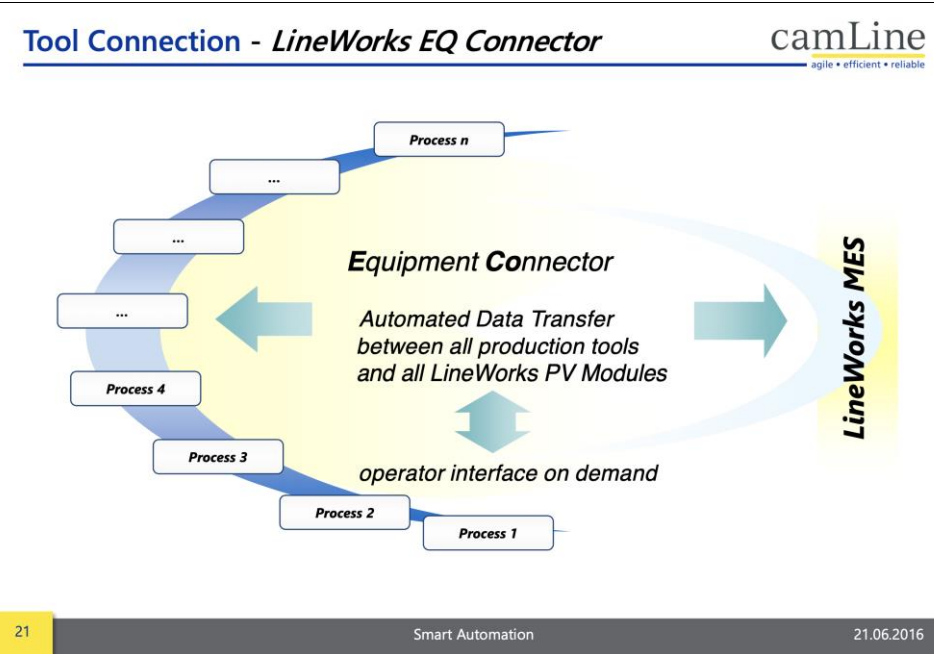 Tool Connection - LineWorks EQ Connector
camLine
agile • efficient • reliable
Process n
...
...
...
Process 4
Process 3
Process 2
Process 1
Equipment Connector
Automated Data Transfer
between all production tools
and all LineWorks PV Modules
operator interface on demand
LineWorks MES
21
Smart Automation
21.06.2016